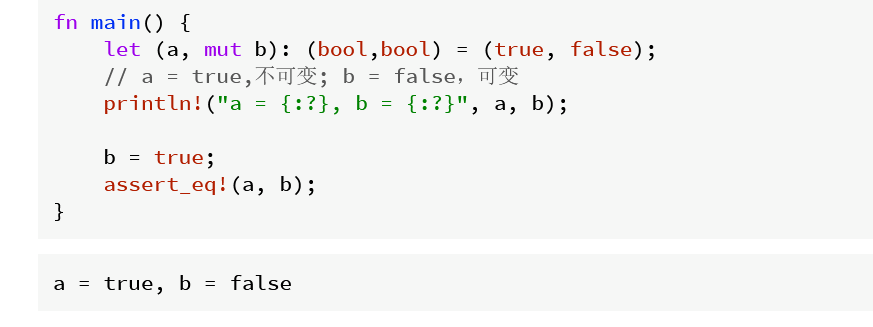 fn main() {
    let (a, mut b): (bool,bool) = (true, false);
    // a = true,不可变; b = false，可变
    println!("a = {:?}, b = {:?}", a, b);

    b = true;
    assert_eq!(a, b);
}
a = true, b = false